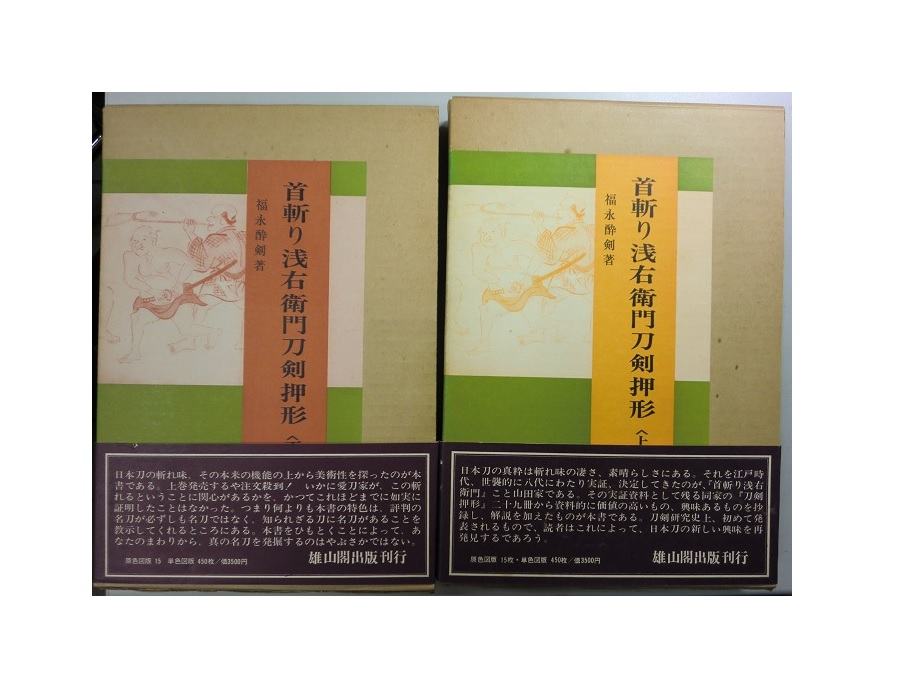 首斬り浅右衛門刀剣押形〈下
福永酔剣著
日本刀の斬れ味、その本来の機能の上から美術性を探ったのが本
書である。上巻発売するや注文殺到！　いかに愛刀家が、この斬
れるということに関心があるかを、かつてこれほどまでに如実に
証明したことはなかった。つまり何よりも本書の特色は、評判の
名刀が必ずしも名刀ではなく、知られざる刀に名刀があることを
教示してくれるところにある。本書をひもとくことによって、あ
なたのまわりから、真の名刀を発掘するのはやぶさかではない。
原色図版 15　単色図版 450枚／価3500円
雄山閣出版刊行
首斬り浅右衛門刀剣押形〈上
福永酔剣著
日本刀の真粋は斬れ味の凄さ、素晴らしさにある。それを江戸時
代、世襲的に八代にわたり実証、決定してきたのが、『首斬り浅右
衛門』こと山田家である。その実証資料として残る同家の『刀剣
押形』二十九冊から資料的に価値の高いもの、興味あるものを抄
録し、解説を加えたものが本書である。刀剣研究史上、初めて発
表されるもので、読者はこれによって、日本刀の新しい興味を再
発見するであろう。
原色図版 15枚・単色図版 450枚／価3500円
雄山閣出版刊行